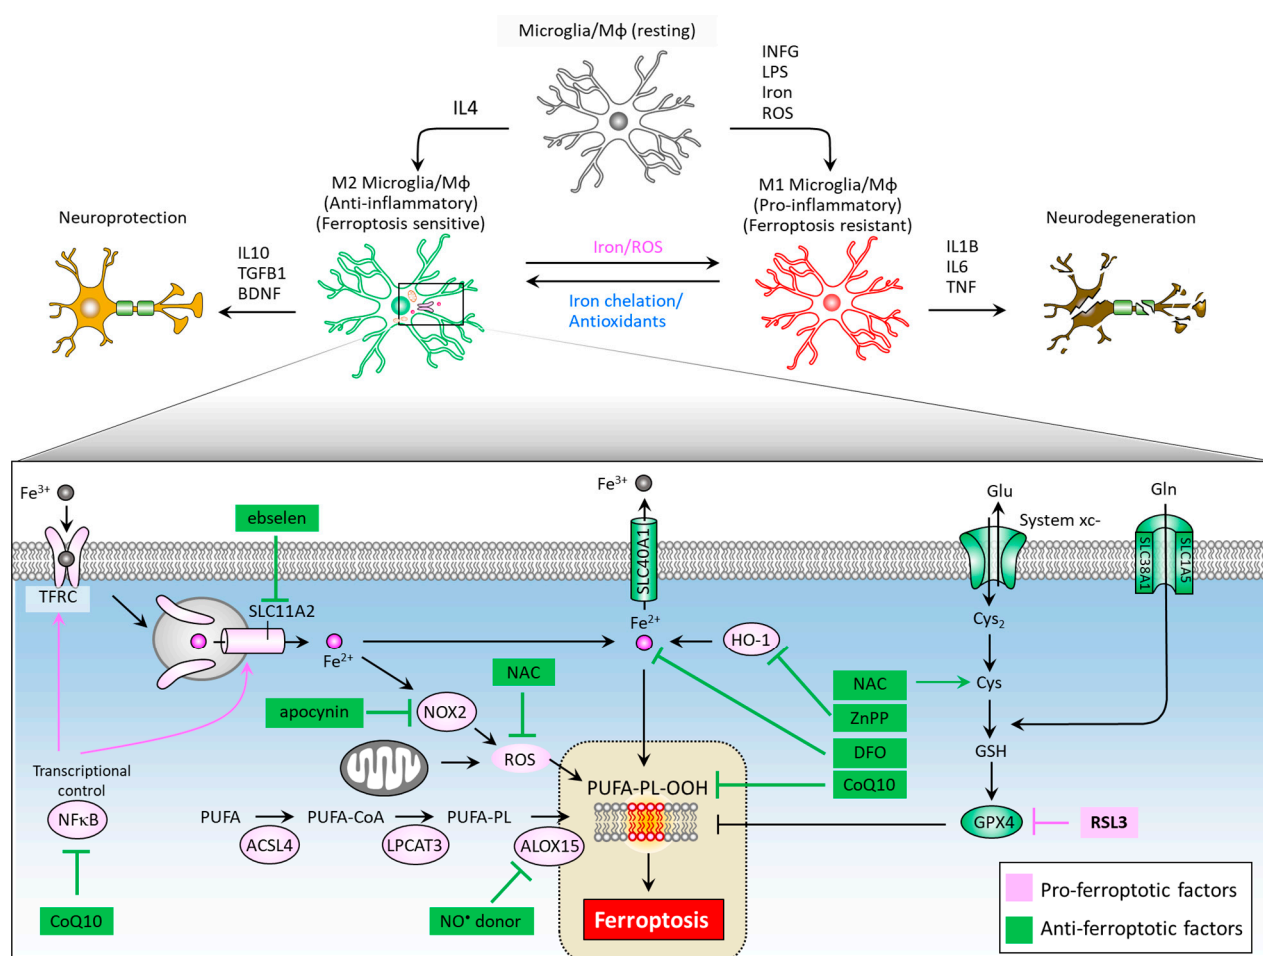 Microglia/Mϕ (resting)
INFG
LPS
Iron
ROS
IL4
M2 Microglia/Mϕ
(Anti-inflammatory)
(Ferroptosis sensitive)
M1 Microglia/Mϕ
(Pro-inflammatory)
(Ferroptosis resistant)
Neuroprotection
IL10
TGFB1
BDNF
Iron/ROS
Iron chelation/
Antioxidants
IL1B
IL6
TNF
Neurodegeneration
Fe³⁺
ebselen
Fe³⁺
Glu
Gln
System xc-
TFRC
SLC11A2
SLC40A1
SLC38A1
SLC1A5
Fe²⁺
Fe²⁺
HO-1
Cys₂
NAC
NAC
Cys
apocynin
NOX2
ZnPP
ROS
DFO
GSH
Transcriptional
control
PUFA-PL-OOH
CoQ10
NFκB
PUFA
PUFA-CoA
PUFA-PL
GPX4
RSL3
ACSL4
LPCAT3
ALOX15
CoQ10
NO• donor
Ferroptosis
Pro-ferroptotic factors
Anti-ferroptotic factors